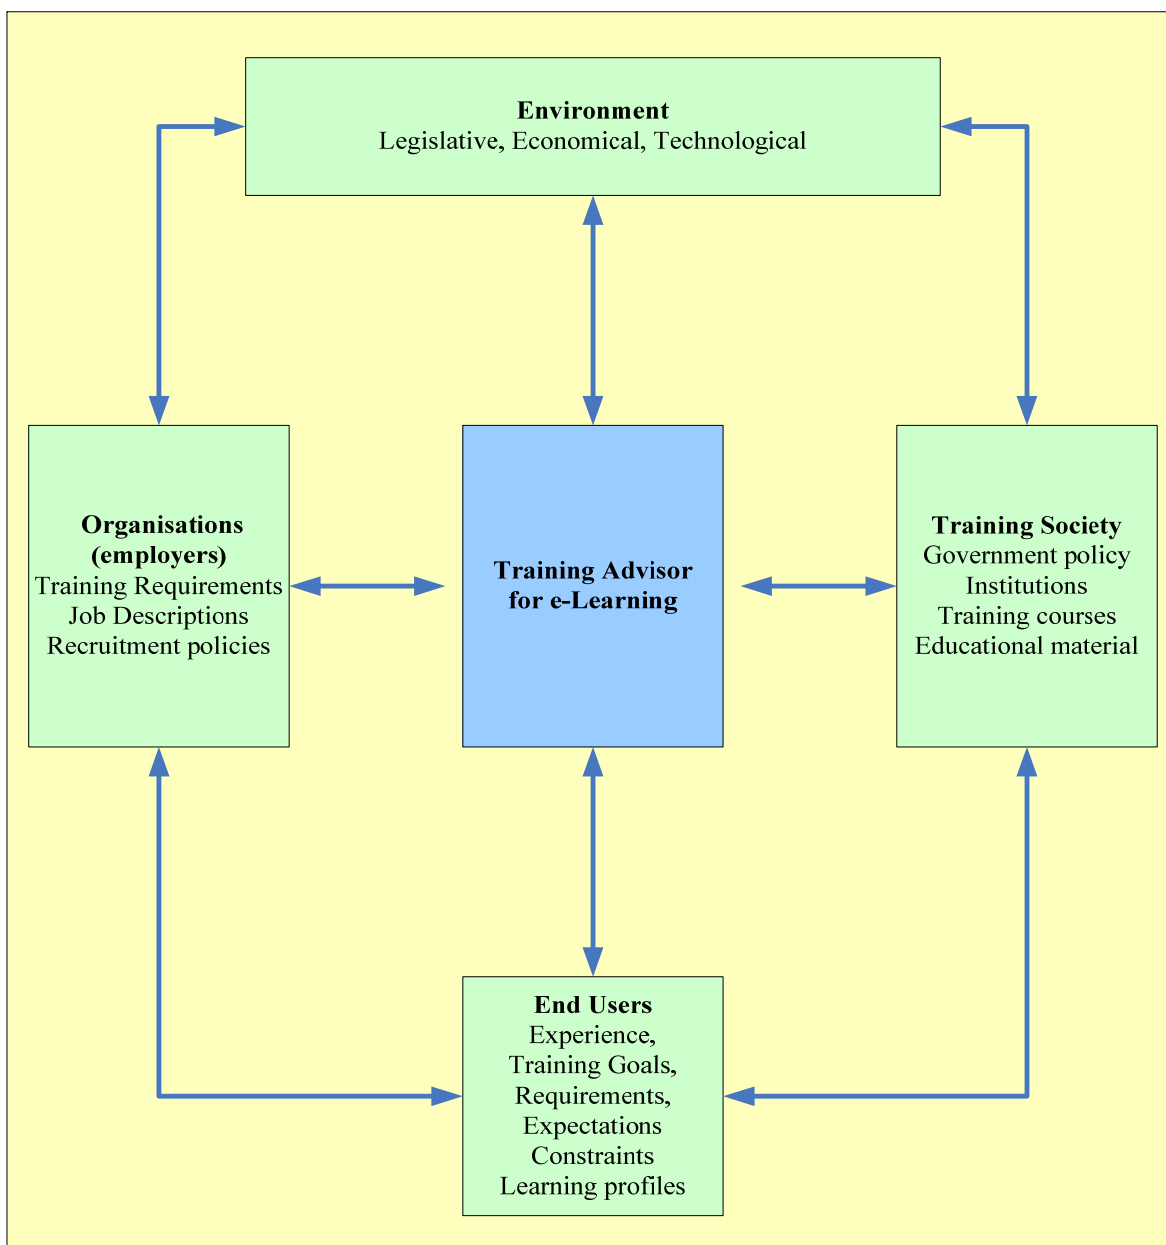 Environment
Legislative, Economical, Technological
Organisations
(employers)
Training Requirements
Job Descriptions
Recruitment policies
Training Advisor
for e-Learning
Training Society
Government policy
Institutions
Training courses
Educational material
End Users
Experience,
Training Goals,
Requirements,
Expectations
Constraints
Learning profiles